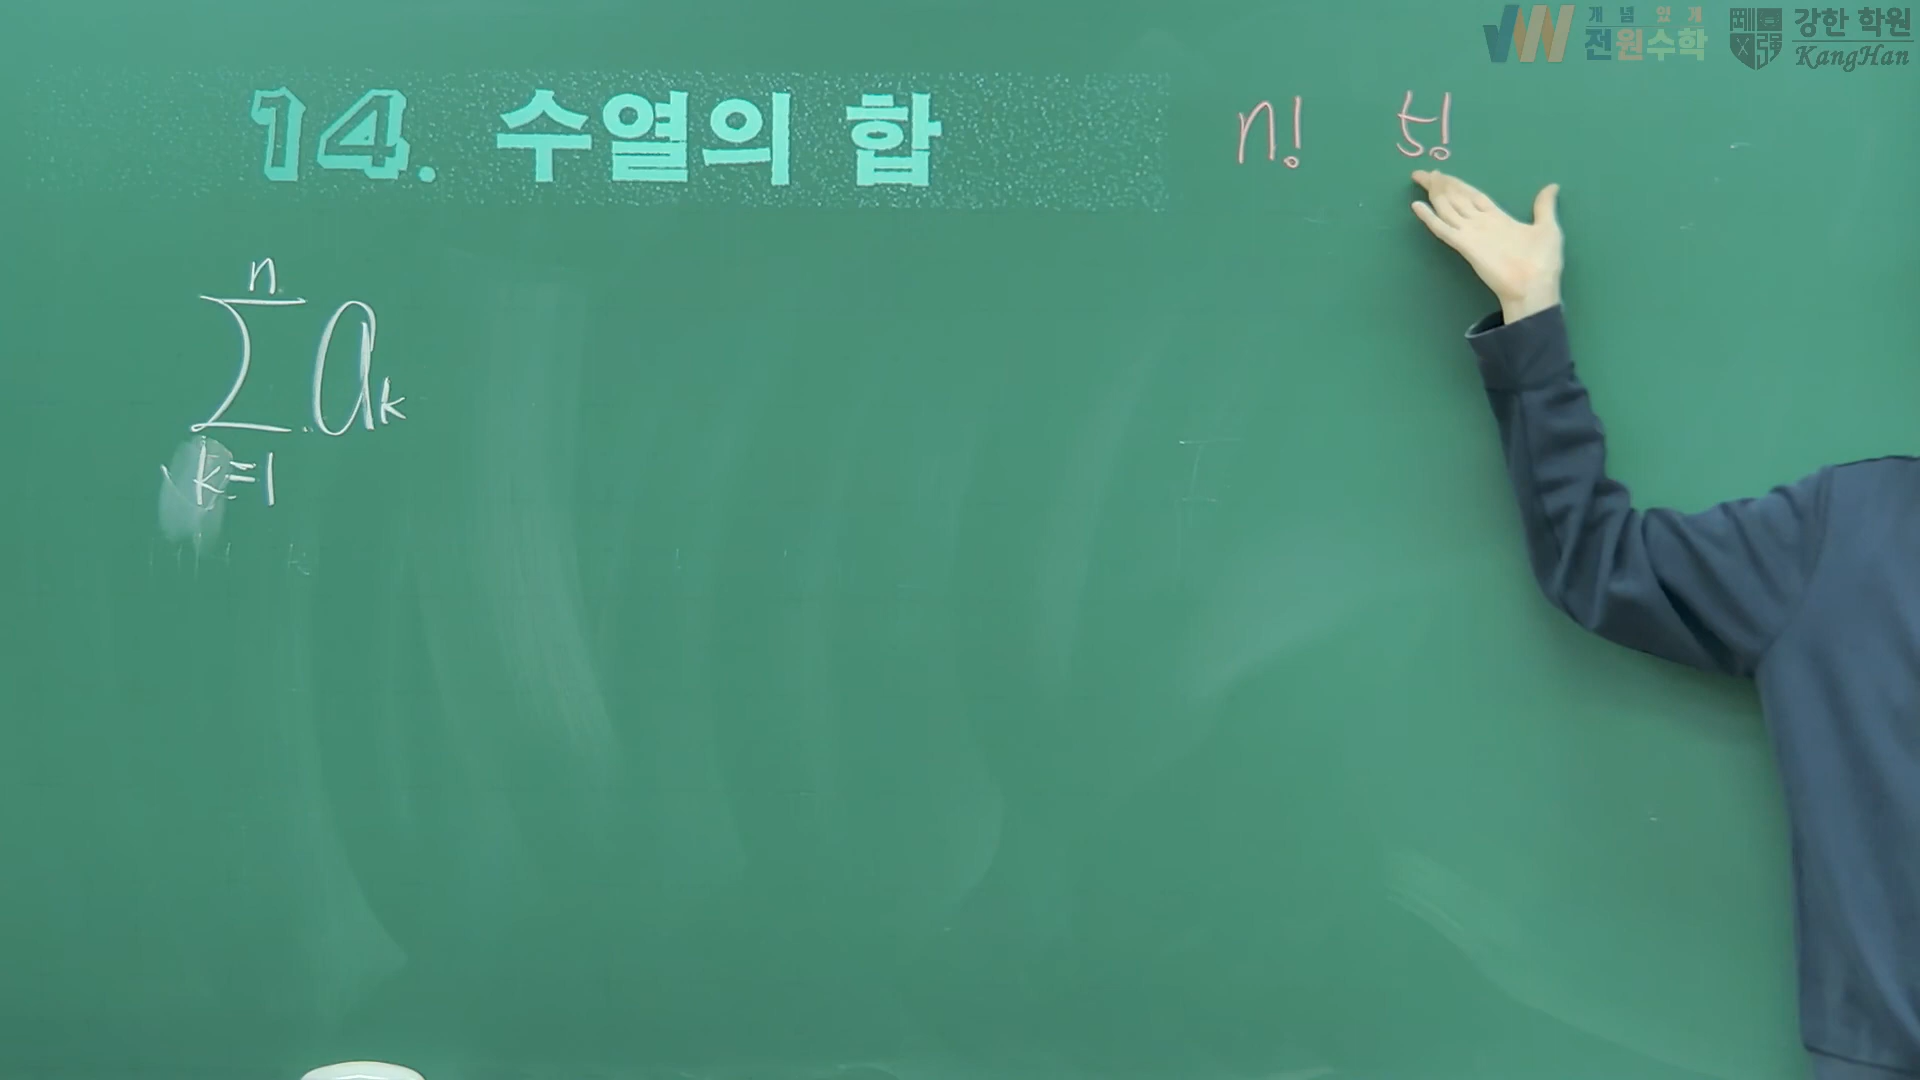 개념있게
전원수학
강한 학원
KangHan
14. 수열의 합
n! 5!
n
∑ aₖ
k=1